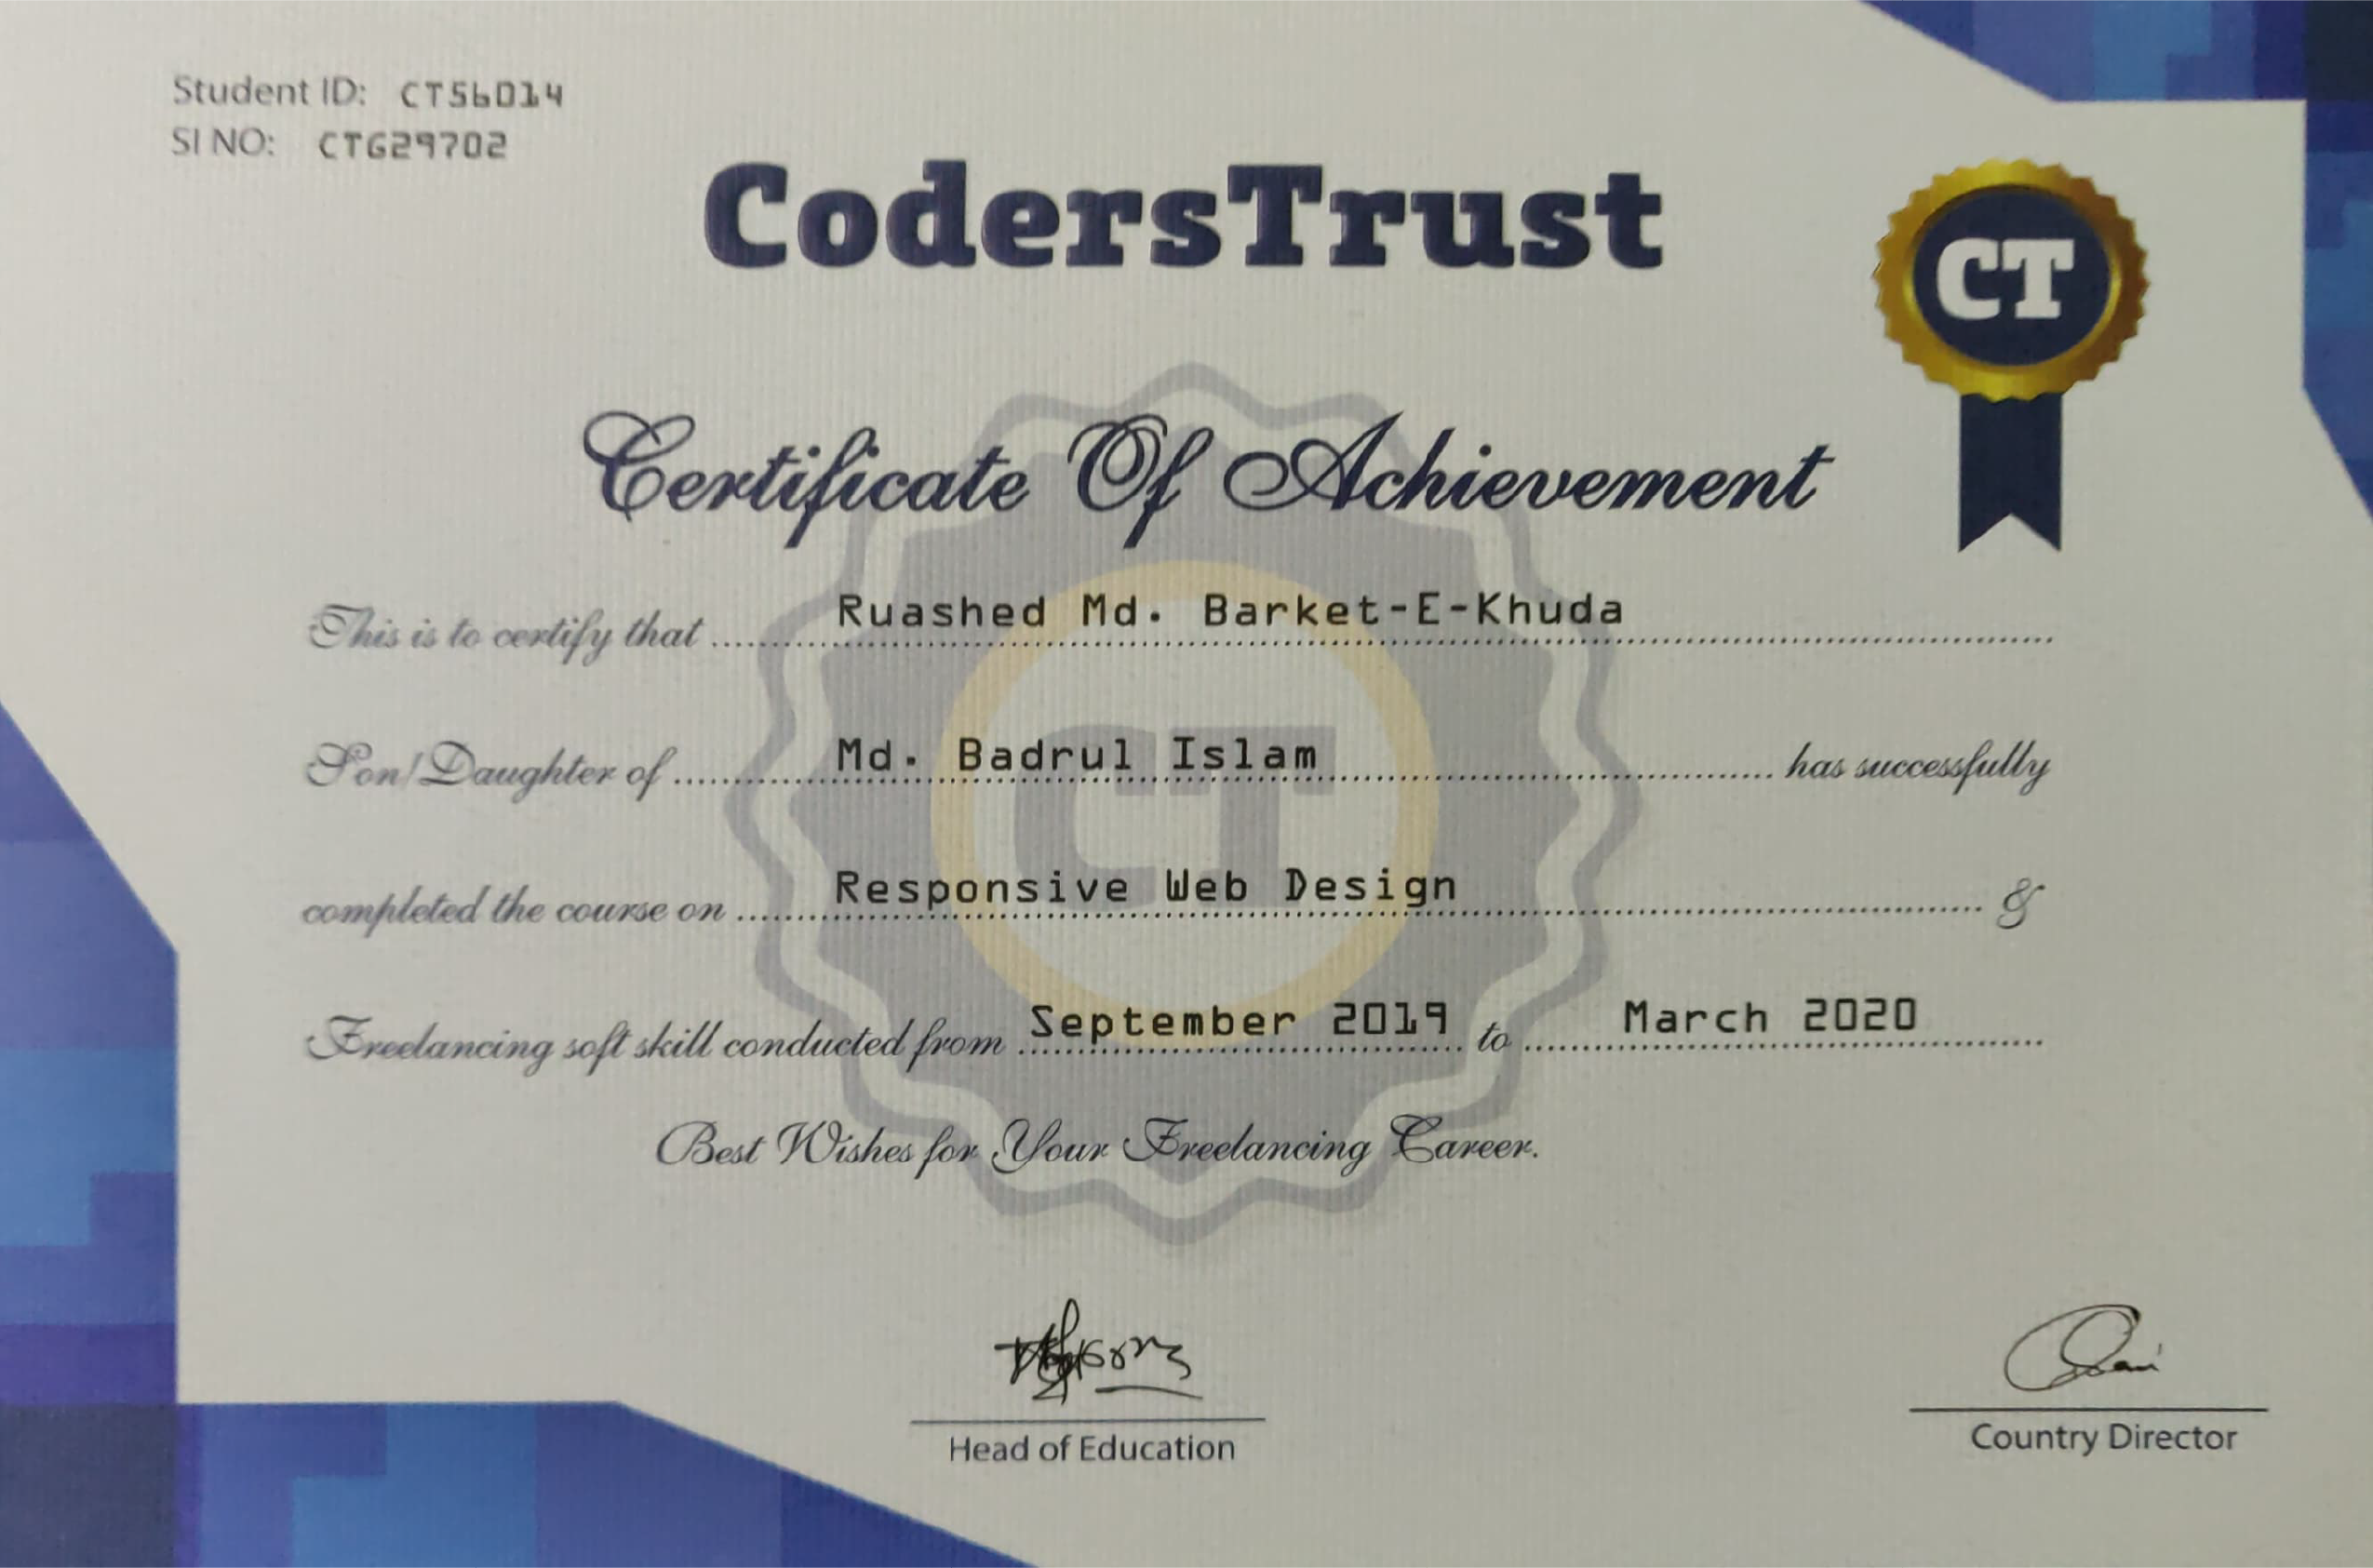 Student ID: CT56014
SI NO: CTG29702
CodersTrust
CT
Certificate Of Achievement
This is to certify that Ruashed Md. Barket-E-Khuda
Son/Daughter of Md. Badrul Islam has successfully
completed the course on Responsive Web Design &
Freelancing soft skill conducted from September 2019 to March 2020
Best Wishes for Your Freelancing Career.
CT
Head of Education
Country Director